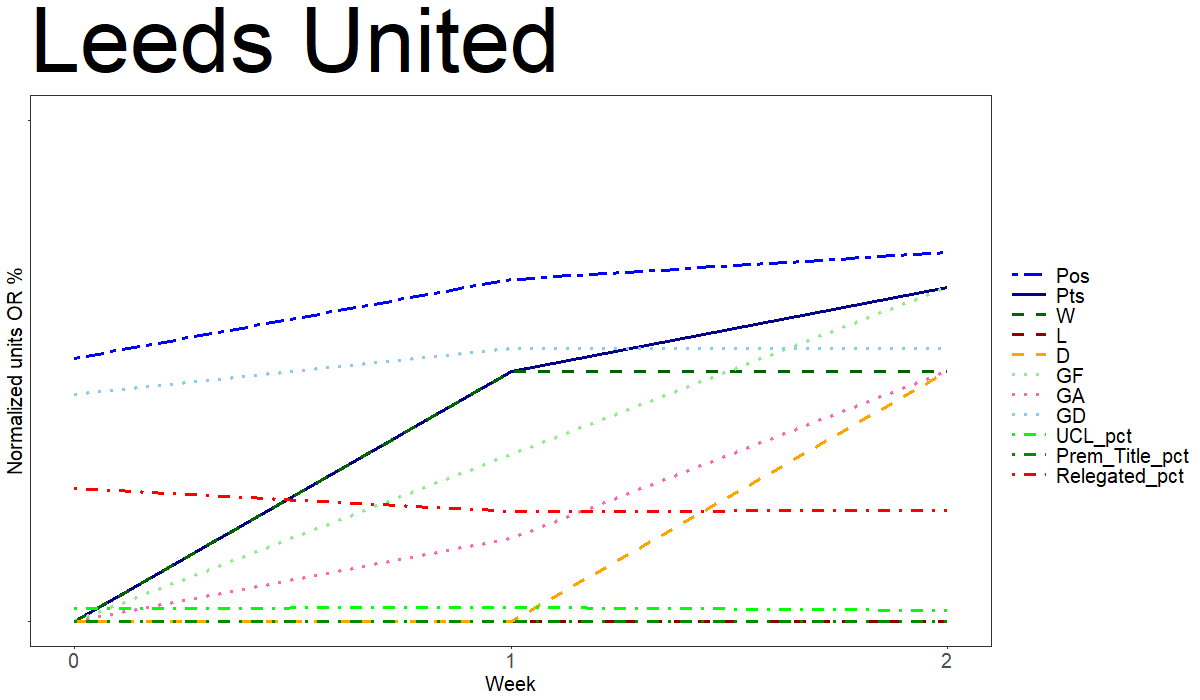 Leeds United
Normalized units OR %
0
1
2
Week
Pos
Pts
W
L
D
GF
GA
GD
UCL_pct
Prem_Title_pct
Relegated_pct